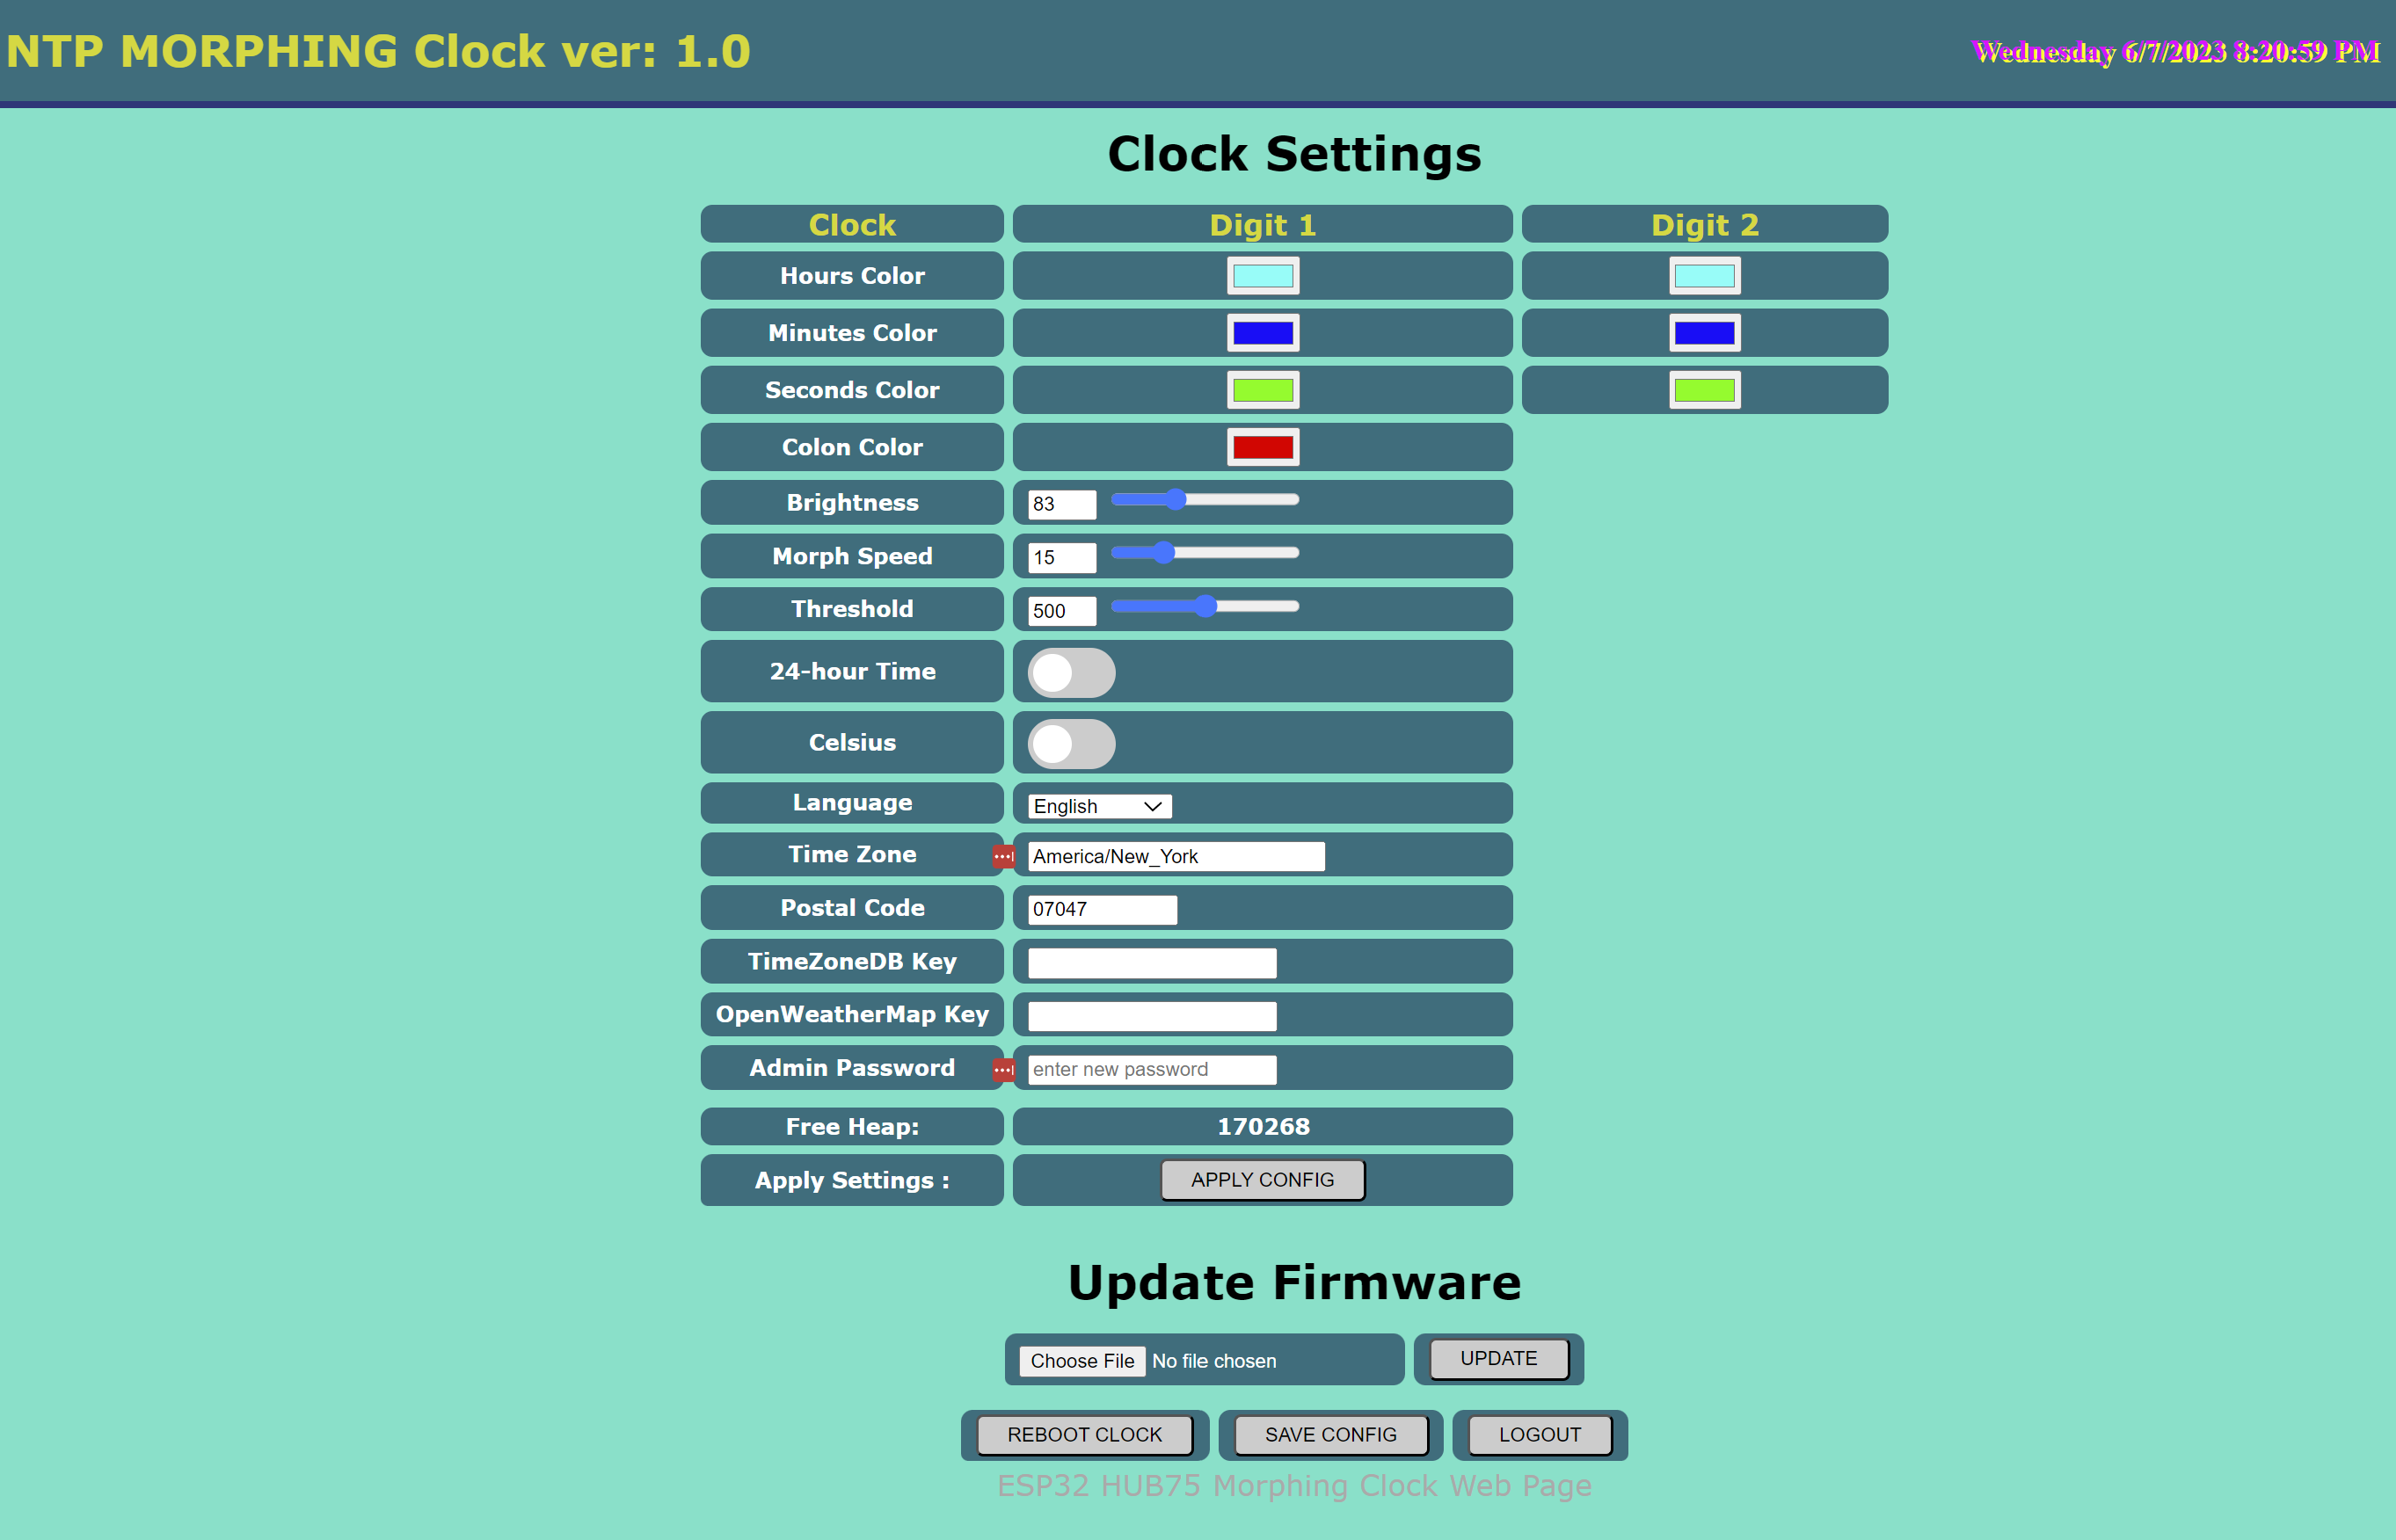 NTP MORPHING Clock ver: 1.0
Wednesday 6/7/2023 8:20:59 PM
Clock Settings
Clock Digit 1 Digit 2
Hours Color
Minutes Color
Seconds Color
Colon Color
Brightness 83
Morph Speed 15
Threshold 500
24-hour Time
Celsius
Language English
Time Zone America/New_York
Postal Code 07047
TimeZoneDB Key
OpenWeatherMap Key
Admin Password enter new password
Free Heap: 170268
Apply Settings : APPLY CONFIG
Update Firmware
Choose File No file chosen UPDATE
REBOOT CLOCK SAVE CONFIG LOGOUT
ESP32 HUB75 Morphing Clock Web Page